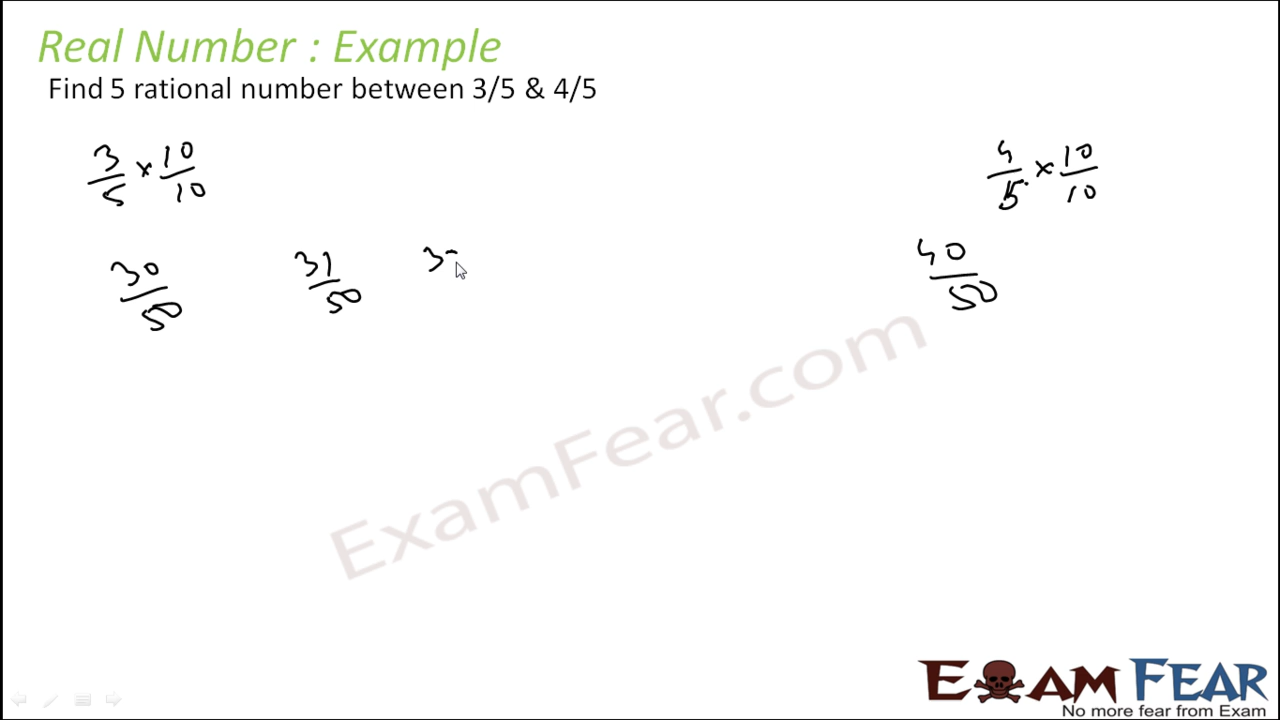 Real Number : Example
Find 5 rational number between 3/5 & 4/5
3/5 × 10/10
4/5 × 10/10
30/50
31/50
3
40/50
ExamFear.com
EXAM FEAR
No more fear from Exam